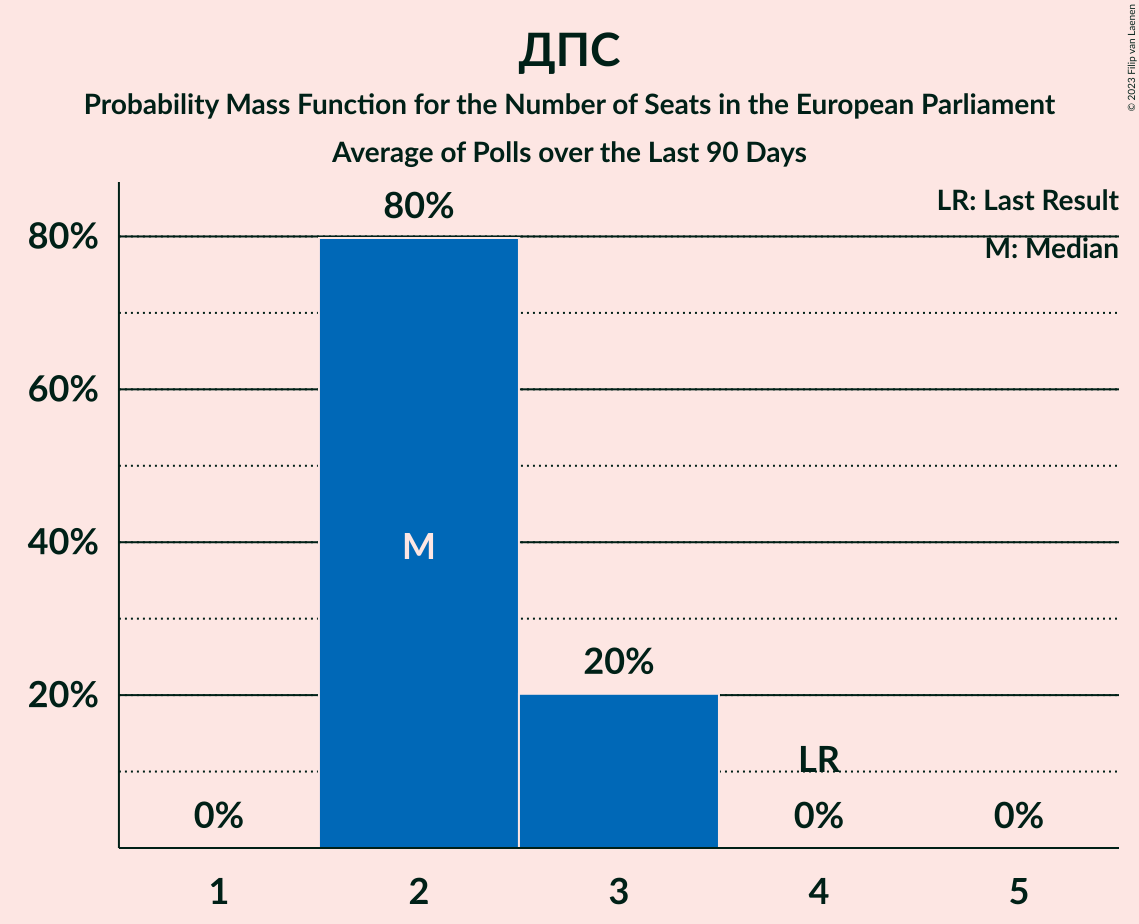 ДПС
Probability Mass Function for the Number of Seats in the European Parliament
Average of Polls over the Last 90 Days
© 2023 Filip van Laenen
LR: Last Result
M: Median
80%
80%
60%
40%
20%
M
20%
LR
0%
0%
0%
1
2
3
4
5